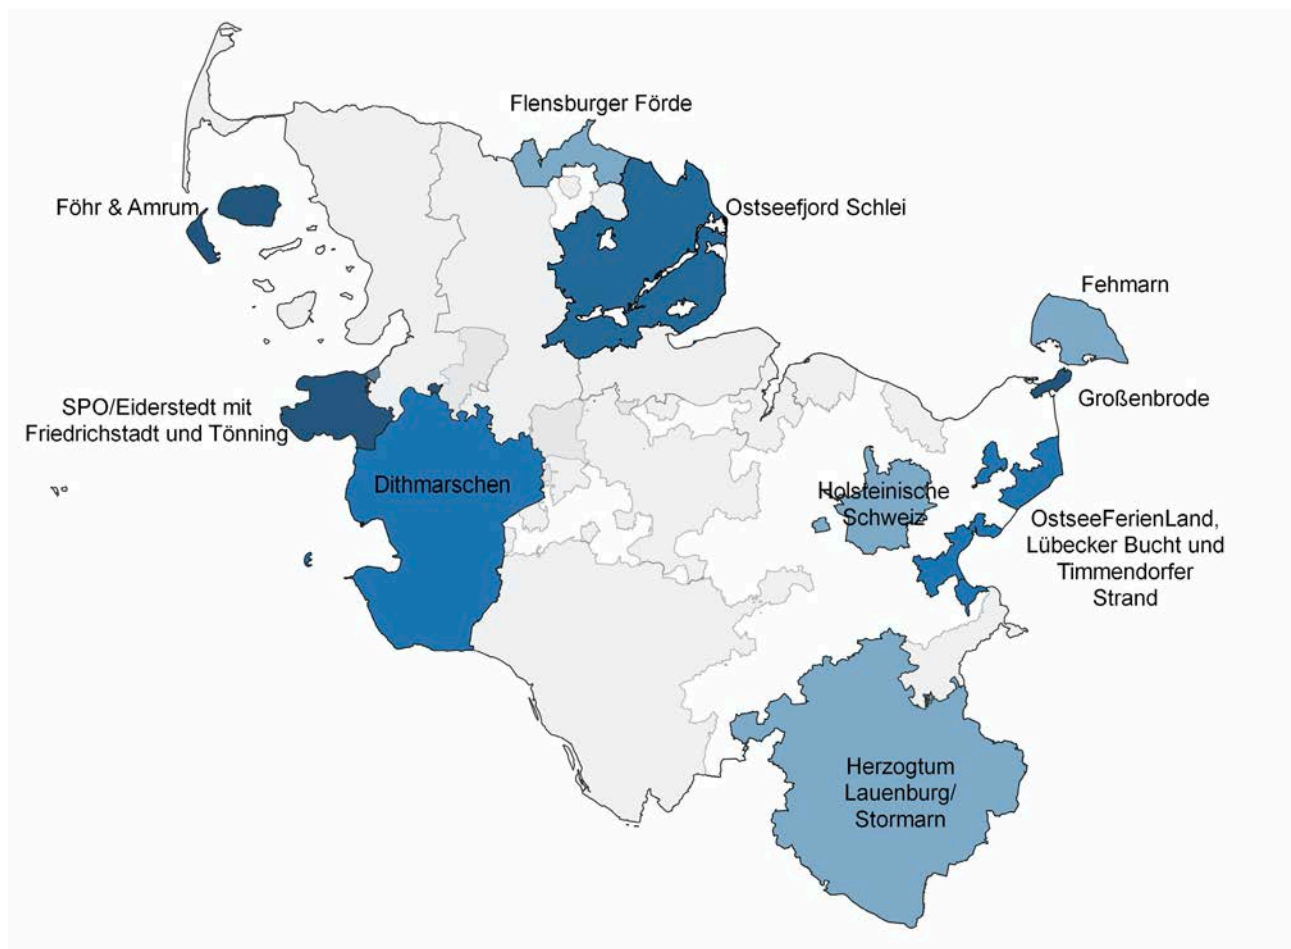 Flensburger Förde
Föhr & Amrum
Ostseefjord Schlei
Fehmarn
Großenbrode
SPO/Eiderstedt mit
Friedrichstadt und Tönning
Dithmarschen
Holsteinische
Schweiz
OstseeFerienLand,
Lübecker Bucht und
Timmendorfer
Strand
Herzogtum
Lauenburg/
Stormarn